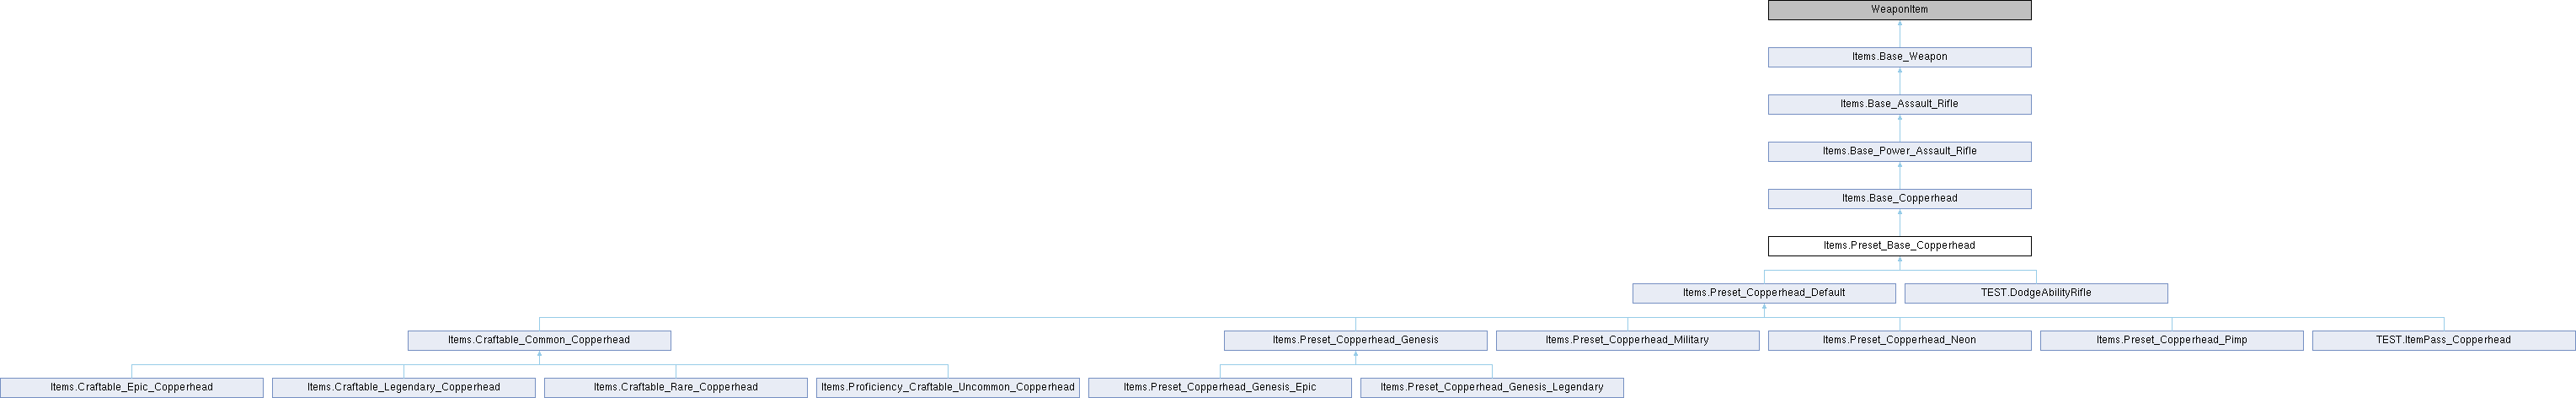 WeaponItem
Items.Base_Weapon
Items.Base_Assault_Rifle
Items.Base_Power_Assault_Rifle
Items.Base_Copperhead
Items.Preset_Base_Copperhead
Items.Preset_Copperhead_Default
TEST.DodgeAbilityRifle
Items.Craftable_Common_Copperhead
Items.Preset_Copperhead_Genesis
Items.Preset_Copperhead_Military
Items.Preset_Copperhead_Neon
Items.Preset_Copperhead_Pimp
TEST.ItemPass_Copperhead
Items.Craftable_Epic_Copperhead
Items.Craftable_Legendary_Copperhead
Items.Craftable_Rare_Copperhead
Items.Proficiency_Craftable_Uncommon_Copperhead
Items.Preset_Copperhead_Genesis_Epic
Items.Preset_Copperhead_Genesis_Legendary